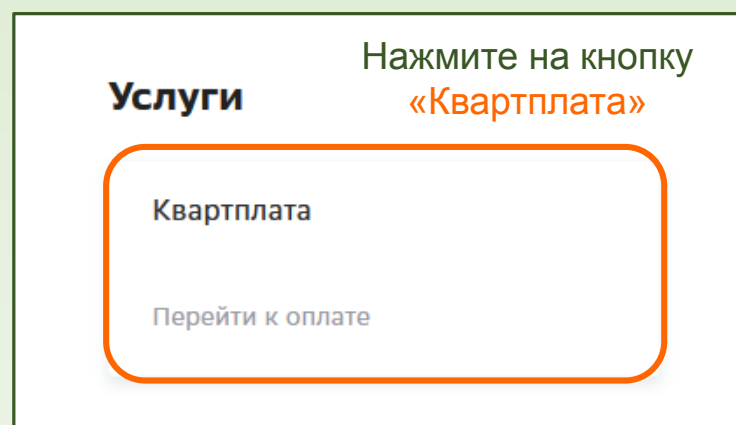 Нажмите на кнопку
«Квартплата»
Услуги
Квартплата
Перейти к оплате